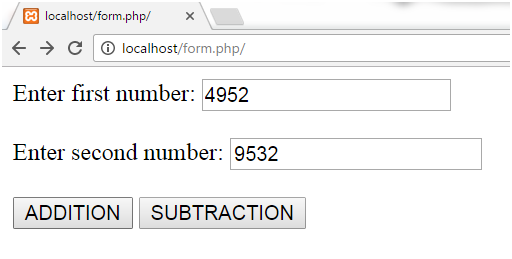 localhost/form.php/
localhost/form.php/
Enter first number: 4952
Enter second number: 9532
ADDITION SUBTRACTION